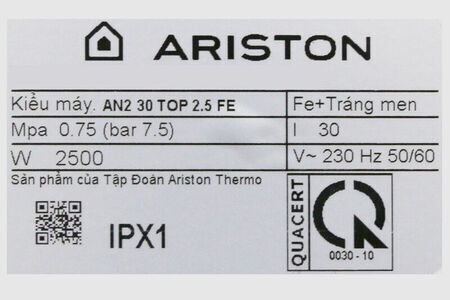 ARISTON
Kiểu máy. AN2 30 TOP 2.5 FE
Fe+Tráng men
Mpa 0.75 (bar 7.5)
l 30
W 2500
V~ 230 Hz 50/60
Sản phẩm của Tập Đoàn Ariston Thermo
IPX1
QUACERT
0030 - 10